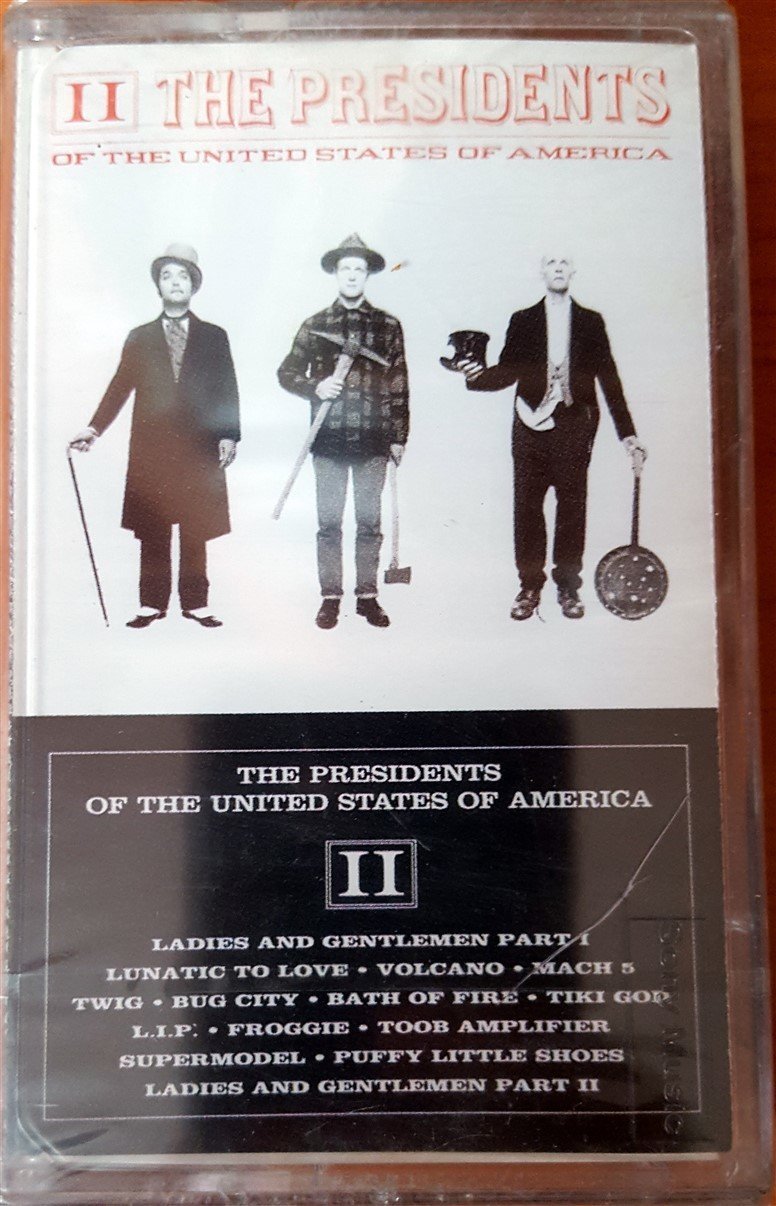 II THE PRESIDENTS
OF THE UNITED STATES OF AMERICA
THE PRESIDENTS
OF THE UNITED STATES OF AMERICA
II
LADIES AND GENTLEMEN PART I
LUNATIC TO LOVE • VOLCANO • MACH 5
TWIG • BUG CITY • BATH OF FIRE • TIKI GOD
L.I.P. • FROGGIE • TOOB AMPLIFIER
SUPERMODEL • PUFFY LITTLE SHOES
LADIES AND GENTLEMEN PART II
Sony Music